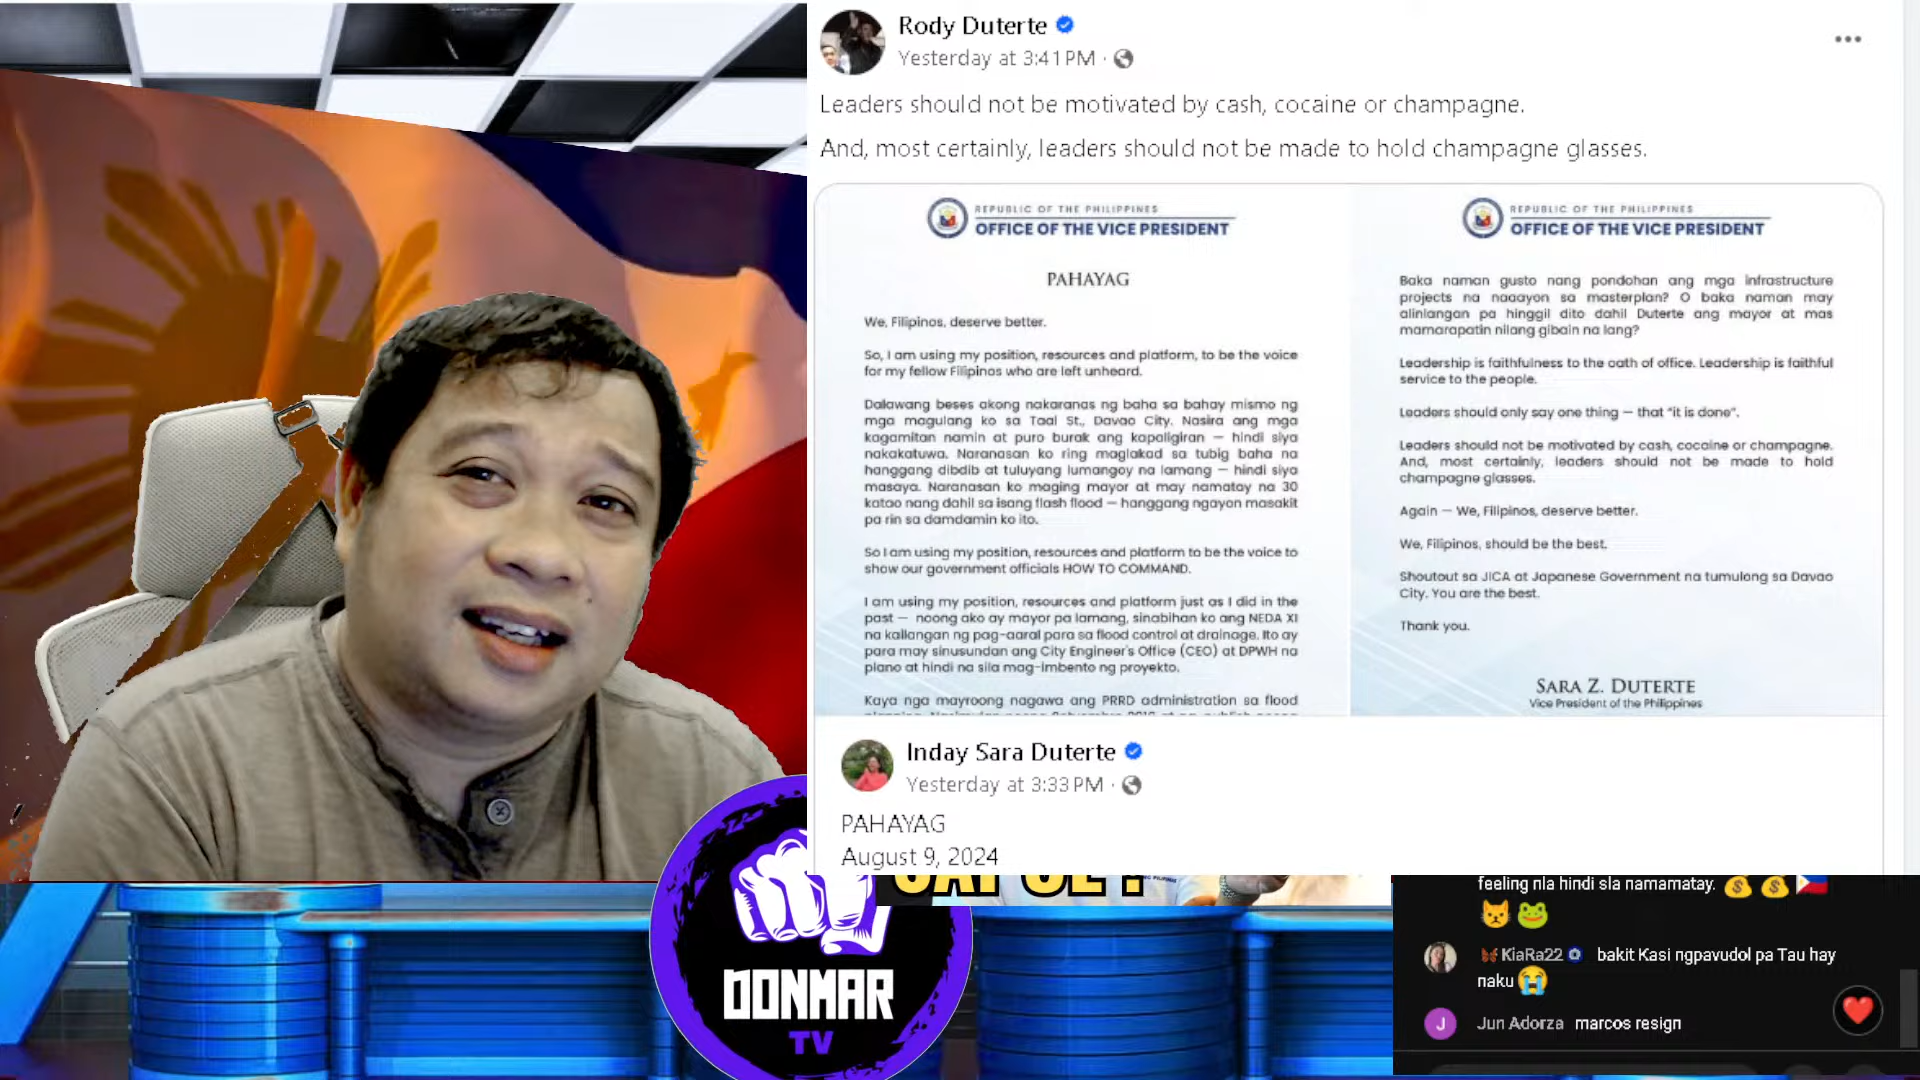 Rody Duterte
Yesterday at 3:41 PM ·
Leaders should not be motivated by cash, cocaine or champagne.
And, most certainly, leaders should not be made to hold champagne glasses.
REPUBLIC OF THE PHILIPPINES
OFFICE OF THE VICE PRESIDENT
PAHAYAG
We, Filipinos, deserve better.
So, I am using my position, resources and platform, to be the voice
for my fellow Filipinos who are left unheard.
Dalawang beses akong nakaranas ng baha sa bahay mismo ng
mga magulang ko sa Taal St., Davao City. Nasira ang mga
kagamitan namin at puro burak ang kapaligiran — hindi siya
nakakatuwa. Naranasan ko ring maglakad sa tubig baha na
hanggang dibdib at tuluyang lumangoy na lamang — hindi siya
masaya. Naranasan ko maging mayor at may namatay na 30
katao nang dahil sa isang flash flood — hanggang ngayon masakit
pa rin sa damdamin ko ito.
So I am using my position, resources and platform to be the voice to
show our government officials HOW TO COMMAND.
I am using my position, resources and platform just as I did in the
past — noong ako ay mayor pa lamang, sinabihan ko ang NEDA XI
na kailangan ng pag-aaral para sa flood control at drainage. Ito ay
para may sinusundan ang City Engineer's Office (CEO) at DPWH na
plano at hindi na sila mag-imbento ng proyekto.
Kaya nga mayroong nagawa ang PRRD administration sa flood
REPUBLIC OF THE PHILIPPINES
OFFICE OF THE VICE PRESIDENT
Baka naman gusto nang pondohan ang mga infrastructure
projects na naaayon sa masterplan? O baka naman may
alinlangan pa hinggil dito dahil Duterte ang mayor at mas
mamarapatin nilang gibain na lang?
Leadership is faithfulness to the oath of office. Leadership is faithful
service to the people.
Leaders should only say one thing — that "it is done".
Leaders should not be motivated by cash, cocaine or champagne.
And, most certainly, leaders should not be made to hold
champagne glasses.
Again — We, Filipinos, deserve better.
We, Filipinos, should be the best.
Shoutout sa JICA at Japanese Government na tumulong sa Davao
City. You are the best.
Thank you.
SARA Z. DUTERTE
Vice President of the Philippines
Inday Sara Duterte
Yesterday at 3:33 PM ·
PAHAYAG
August 9, 2024
feeling nla hindi sla namamatay.
KiaRa22 bakit Kasi ngpavudol pa Tau hay
naku
J Jun Adorza marcos resign
DONMAR
TV